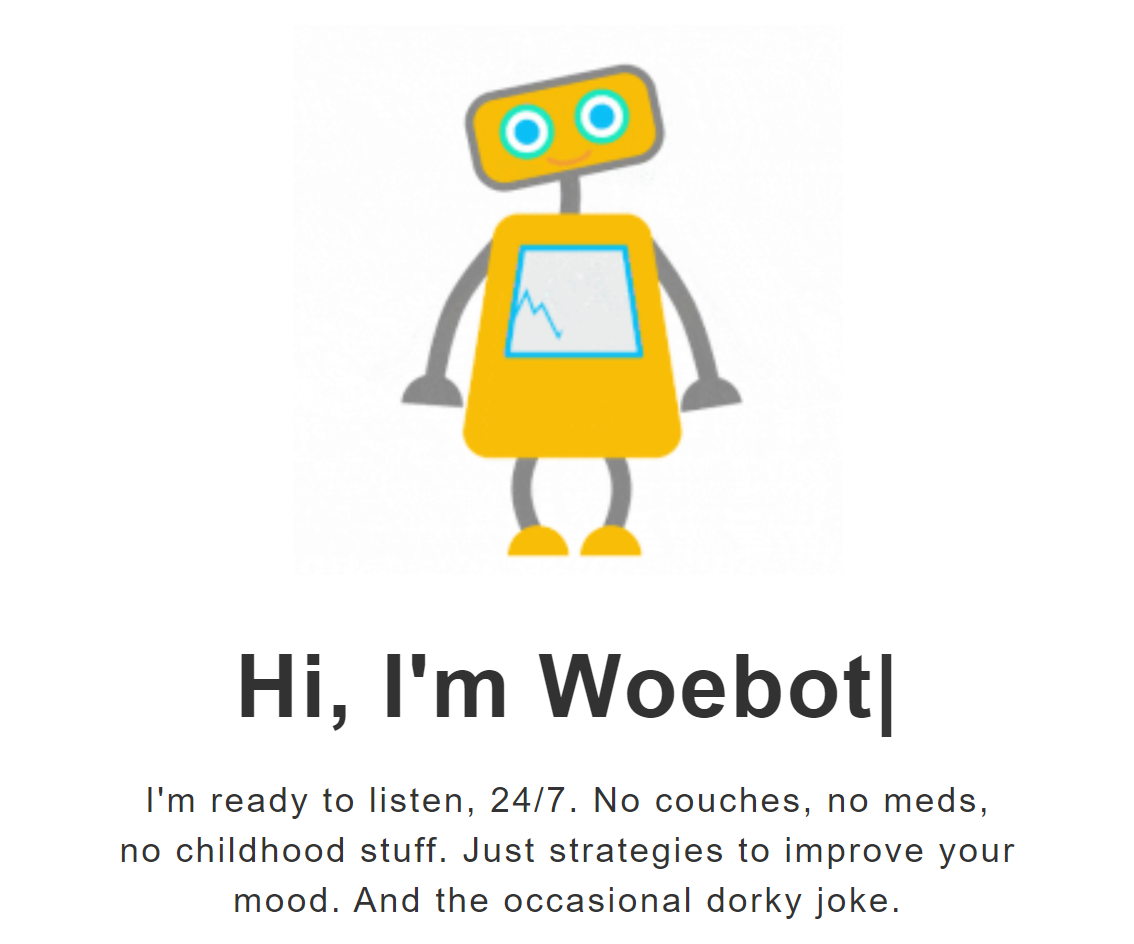 Hi, I'm Woebot|
I'm ready to listen, 24/7. No couches, no meds,
no childhood stuff. Just strategies to improve your
mood. And the occasional dorky joke.